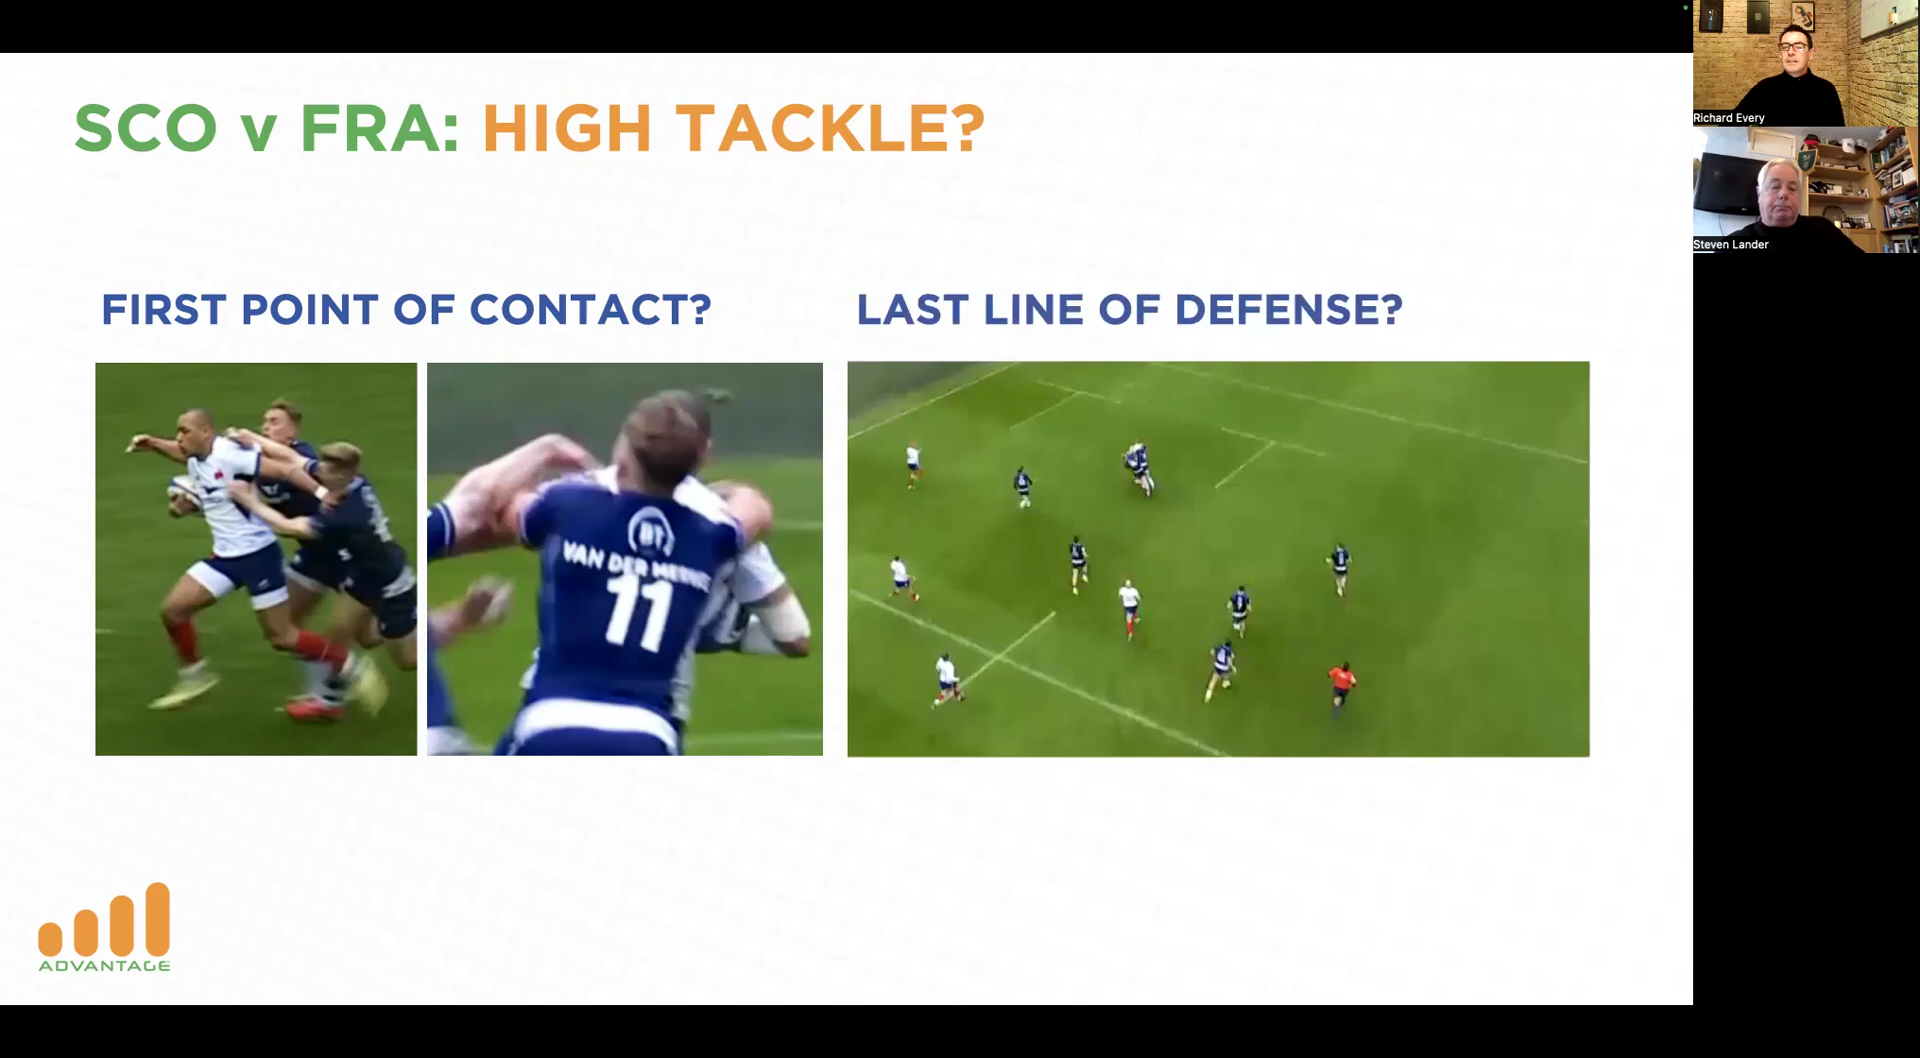 SCO v FRA: HIGH TACKLE?
FIRST POINT OF CONTACT?
LAST LINE OF DEFENSE?
BT
VAN DER MERWE
11
ADVANTAGE
Richard Every
Steven Lander